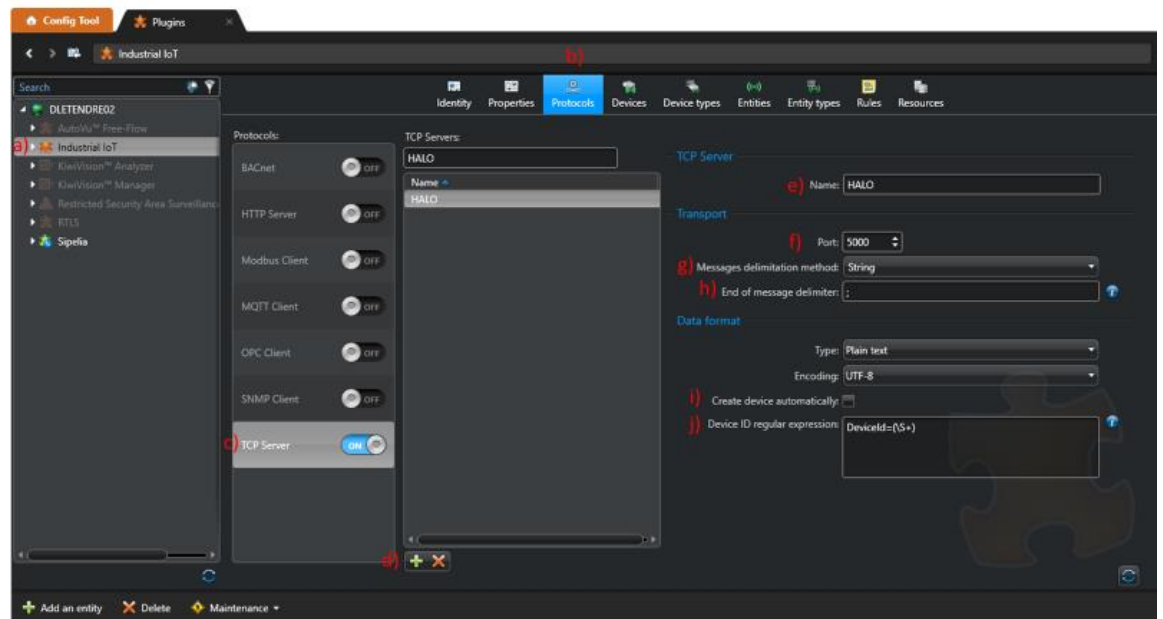 Config Tool
Plugins
Industrial IoT
b)
Search
DLETENDRE02
AutoVu™ Free-Flow
a) Industrial IoT
KiwiVision™ Analyzer
KiwiVision™ Manager
Restricted Security Area Surveillanc
RTLS
Sipelia
Identity
Properties
Protocols
Devices
Device types
Entities
Entity types
Rules
Resources
Protocols:
BACnet OFF
HTTP Server OFF
Modbus Client OFF
MQTT Client OFF
OPC Client OFF
SNMP Client OFF
c) TCP Server ON
TCP Servers:
HALO
Name
HALO
d)
TCP Server
e) Name: HALO
Transport
f) Port: 5000
g) Messages delimitation method: String
h) End of message delimiter: ;
Data format
Type: Plain text
Encoding: UTF-8
i) Create device automatically:
j) Device ID regular expression: DeviceId=(\S+)
Add an entity
Delete
Maintenance